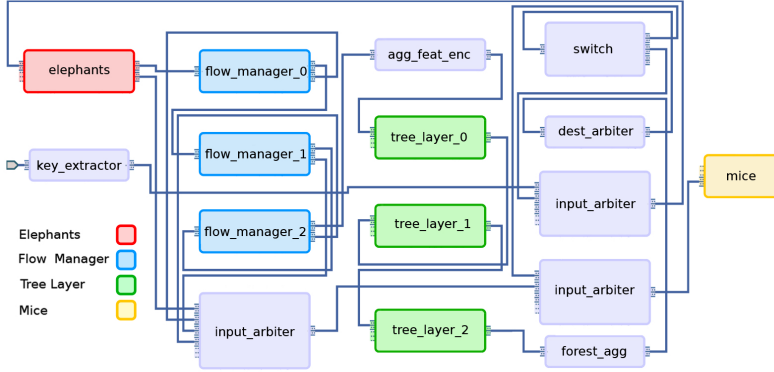 elephants
flow_manager_0
agg_feat_enc
switch
tree_layer_0
dest_arbiter
key_extractor
flow_manager_1
mice
input_arbiter
flow_manager_2
tree_layer_1
Elephants
Flow Manager
Tree Layer
Mice
input_arbiter
input_arbiter
tree_layer_2
forest_agg